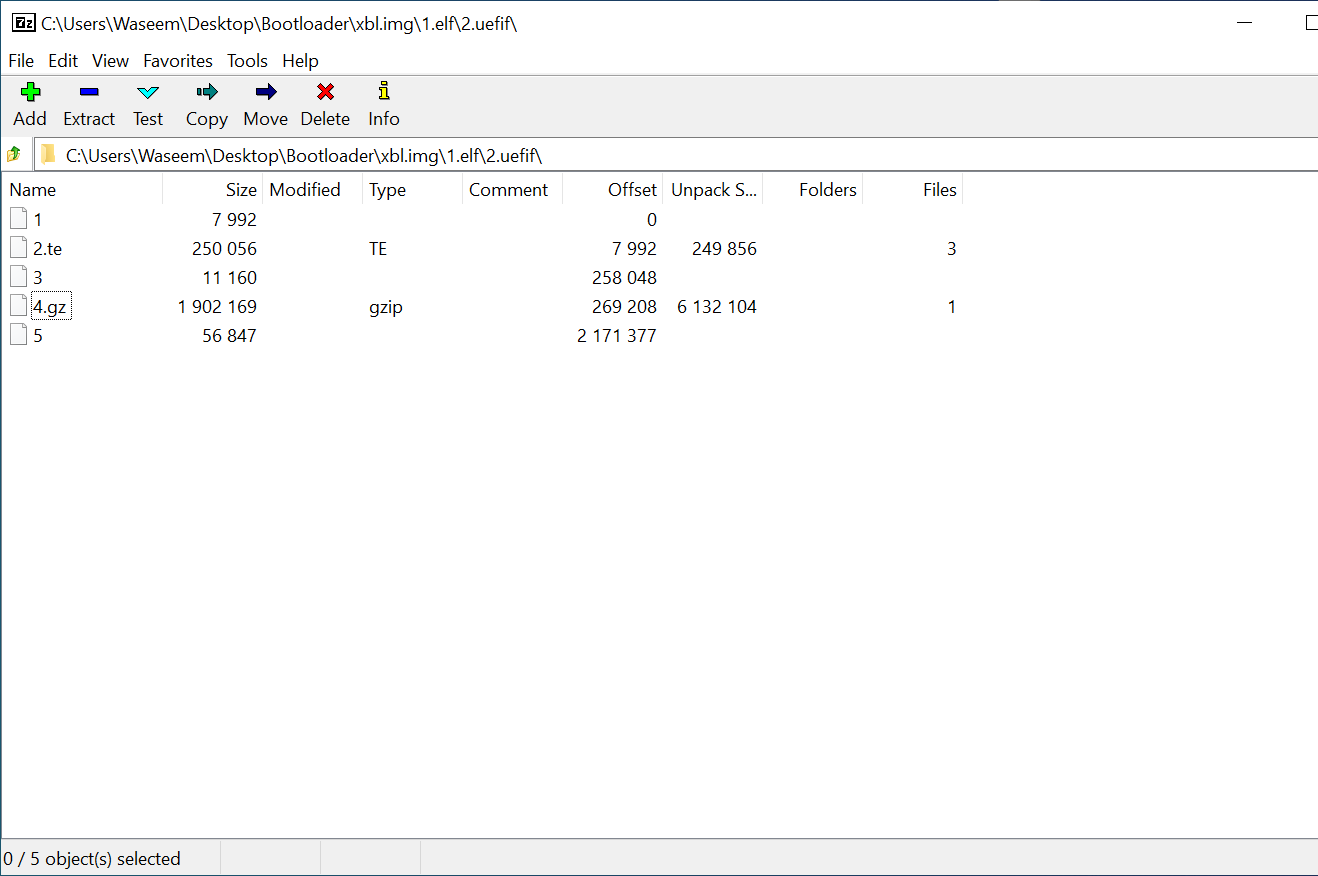 7z C:\Users\Waseem\Desktop\Bootloader\xbl.img\1.elf\2.uefif\
File Edit View Favorites Tools Help
Add Extract Test Copy Move Delete Info
C:\Users\Waseem\Desktop\Bootloader\xbl.img\1.elf\2.uefif\
Name Size Modified Type Comment Offset Unpack S... Folders Files
1 7 992 0
2.te 250 056 TE 7 992 249 856 3
3 11 160 258 048
4.gz 1 902 169 gzip 269 208 6 132 104 1
5 56 847 2 171 377
0 / 5 object(s) selected